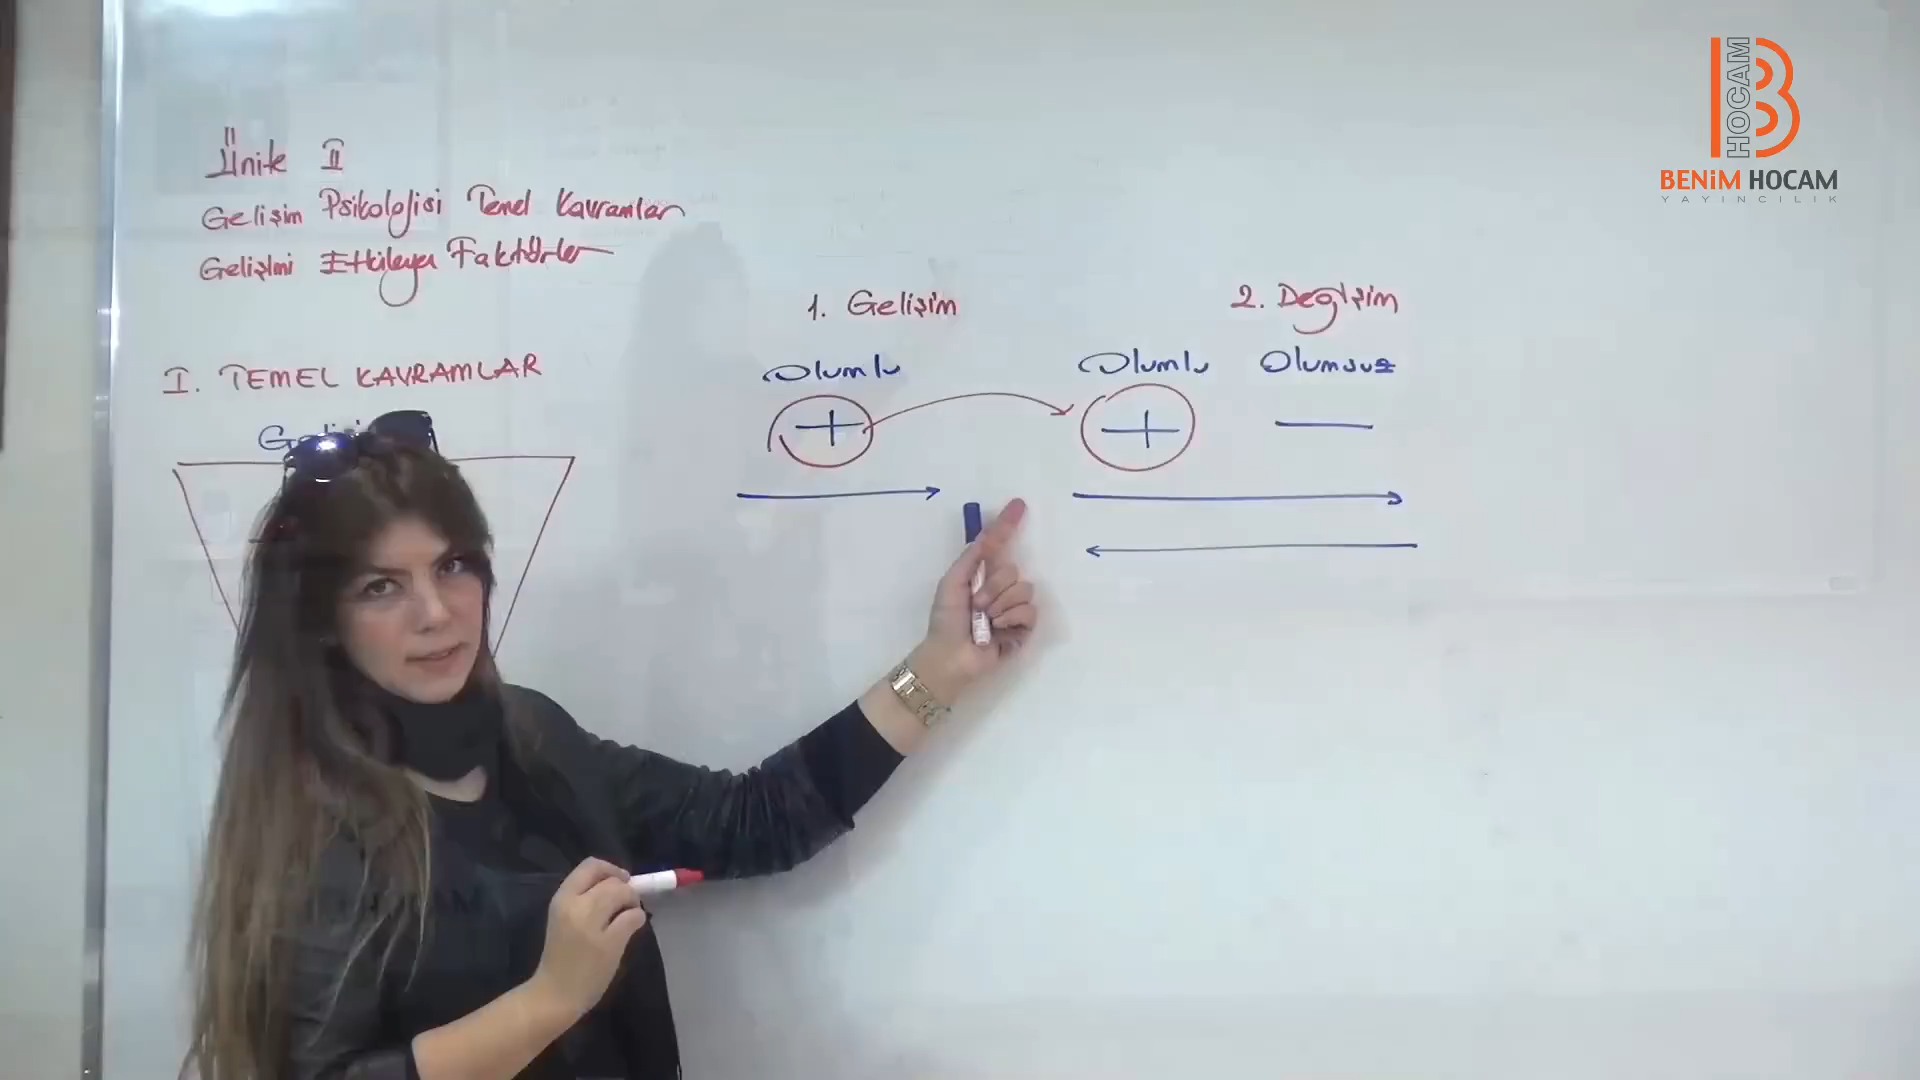 Ünite II
Gelişim Psikolojisi Temel Kavramlar
Gelişimi Etkileyen Faktörler
I. TEMEL KAVRAMLAR
1. Gelişim
Olumlu
+
2. Değişim
Olumlu Olumsuz
+ —
HOCAM B
BENiM HOCAM
YAYINCILIK